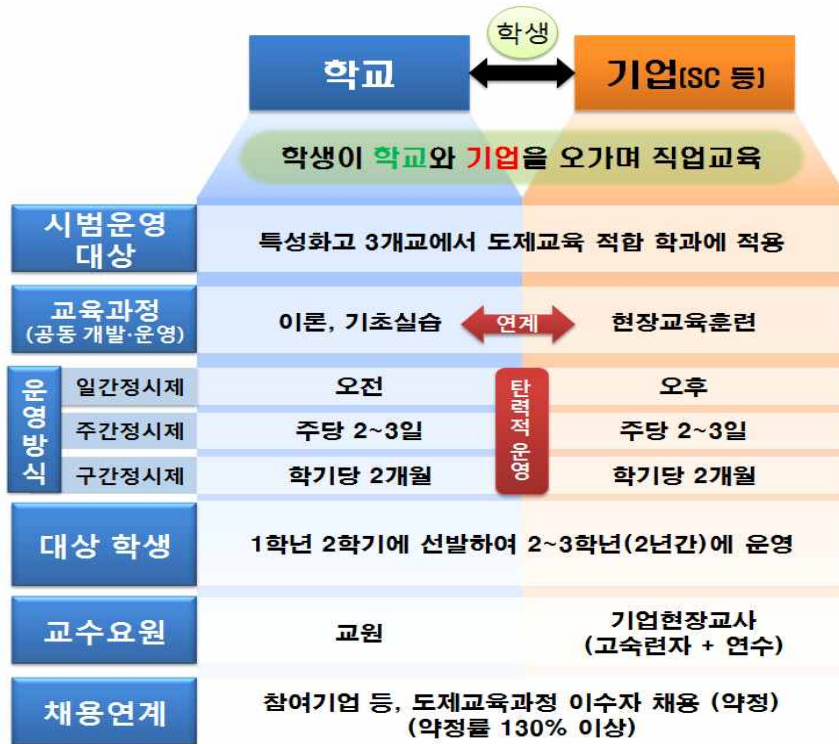 학생
학교
기업(SC 등)
학생이 학교와 기업을 오가며 직업교육
시범운영
대상
특성화고 3개교에서 도제교육 적합 학과에 적용
교육과정
(공동 개발·운영)
이론, 기초실습
연계
현장교육훈련
운영방식
탄력적 운영
일간정시제
오전
오후
주간정시제
주당 2~3일
주당 2~3일
구간정시제
학기당 2개월
학기당 2개월
대상 학생
1학년 2학기에 선발하여 2~3학년(2년간)에 운영
교수요원
교원
기업현장교사
(고숙련자 + 연수)
채용연계
참여기업 등, 도제교육과정 이수자 채용 (약정)
(약정률 130% 이상)